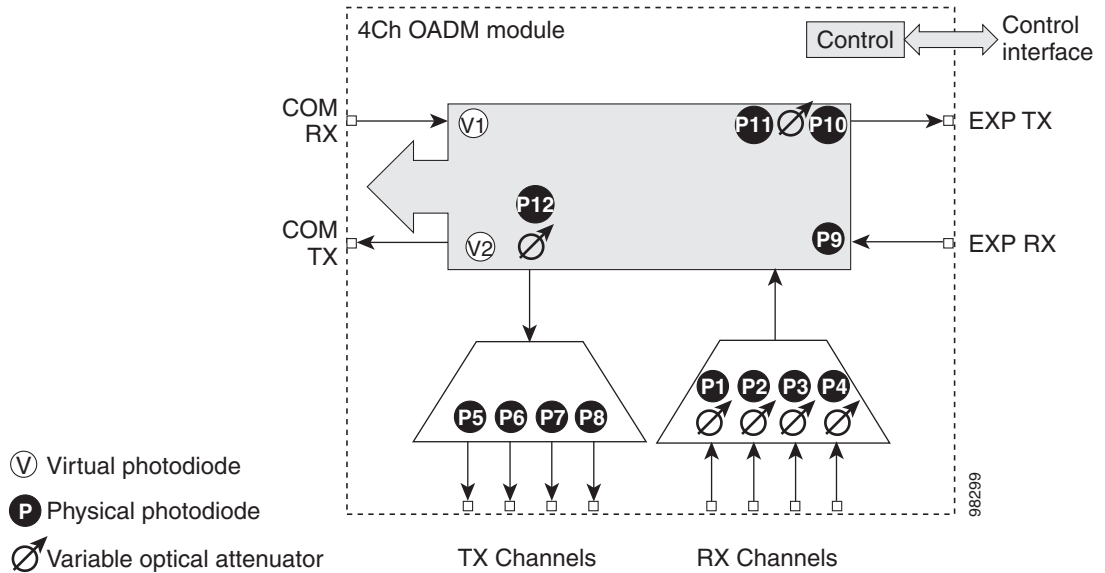 4Ch OADM module
Control
Control
interface
COM
RX
V1
P11
P10
EXP TX
P12
COM
TX
V2
P9
EXP RX
P1
P2
P3
P4
P5
P6
P7
P8
V Virtual photodiode
P Physical photodiode
Variable optical attenuator
TX Channels
RX Channels
98299